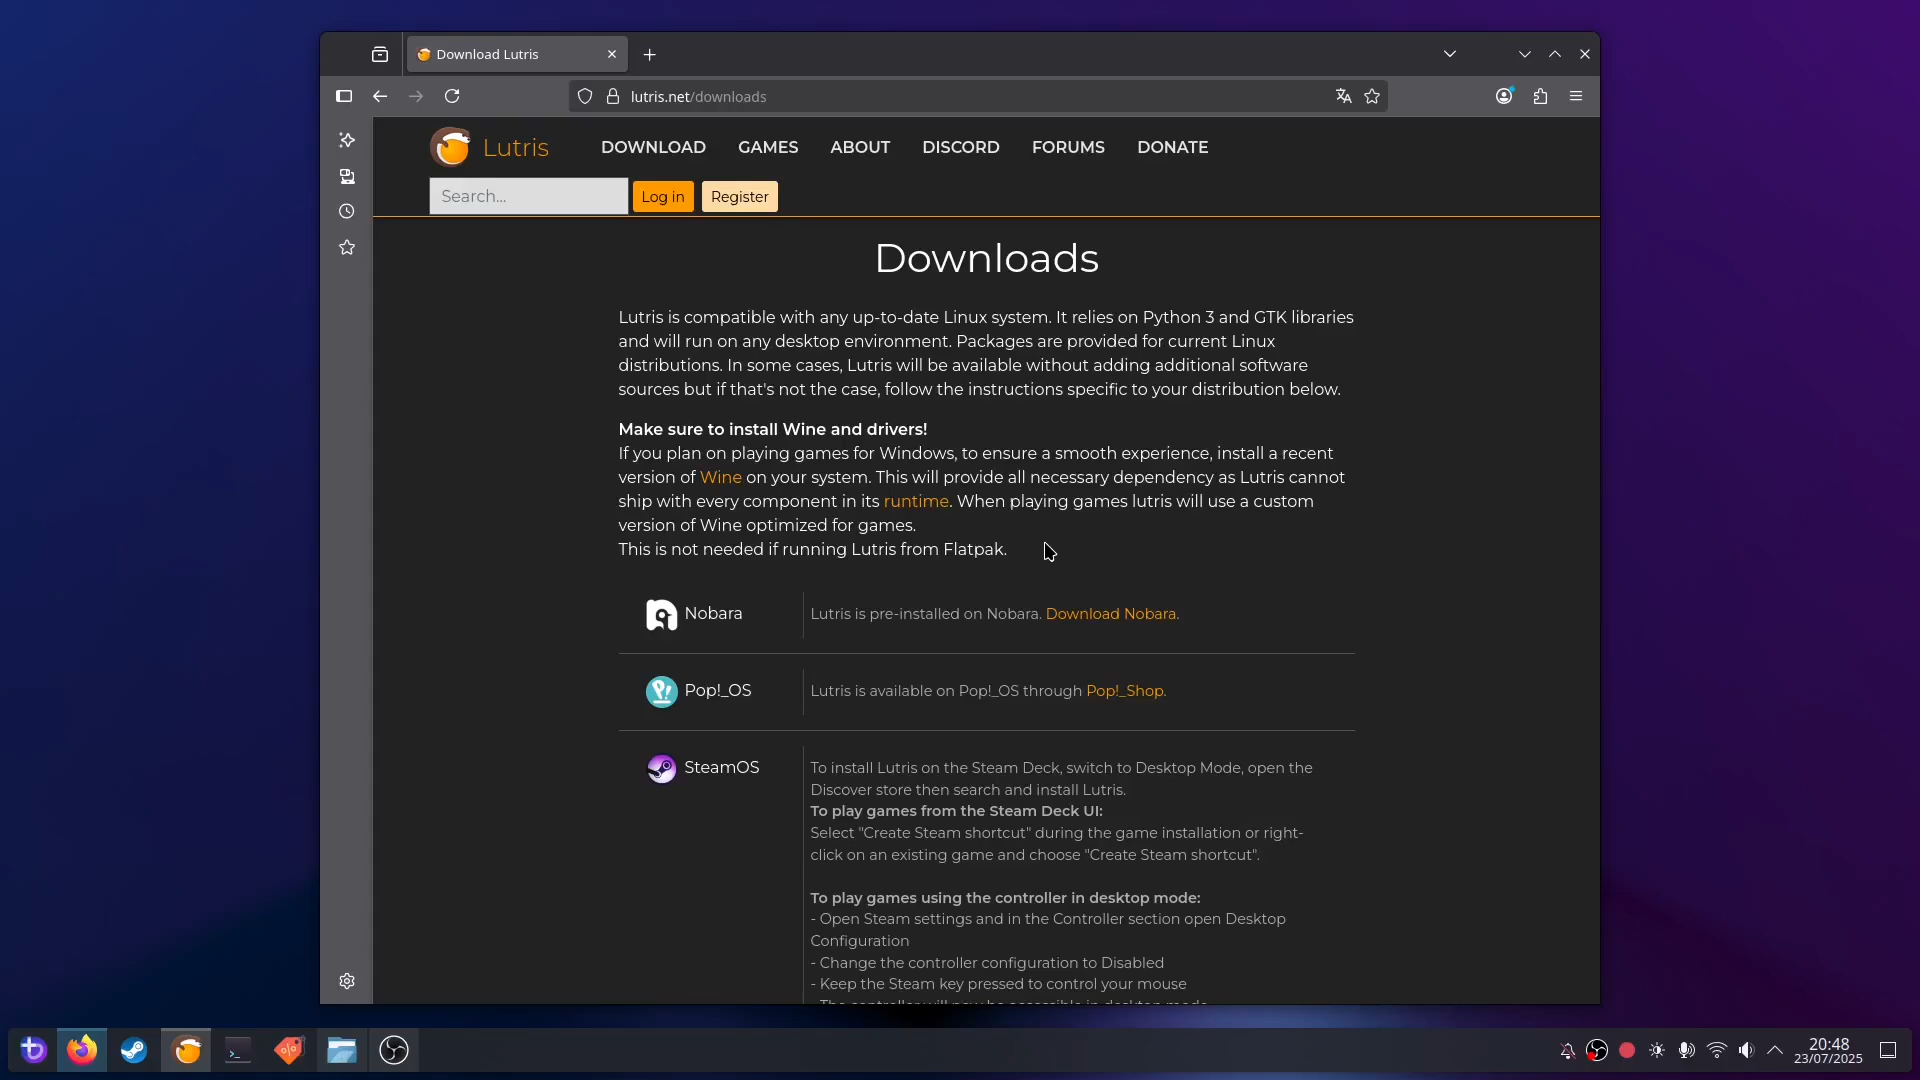 Download Lutris
lutris.net/downloads
Lutris
DOWNLOAD
GAMES
ABOUT
DISCORD
FORUMS
DONATE
Search...
Log in
Register
Downloads
Lutris is compatible with any up-to-date Linux system. It relies on Python 3 and GTK libraries
and will run on any desktop environment. Packages are provided for current Linux
distributions. In some cases, Lutris will be available without adding additional software
sources but if that's not the case, follow the instructions specific to your distribution below.
Make sure to install Wine and drivers!
If you plan on playing games for Windows, to ensure a smooth experience, install a recent
version of Wine on your system. This will provide all necessary dependency as Lutris cannot
ship with every component in its runtime. When playing games lutris will use a custom
version of Wine optimized for games.
This is not needed if running Lutris from Flatpak.
Nobara
Lutris is pre-installed on Nobara. Download Nobara.
Pop!_OS
Lutris is available on Pop!_OS through Pop!_Shop.
SteamOS
To install Lutris on the Steam Deck, switch to Desktop Mode, open the
Discover store then search and install Lutris.
To play games from the Steam Deck UI:
Select "Create Steam shortcut" during the game installation or right-
click on an existing game and choose "Create Steam shortcut".
To play games using the controller in desktop mode:
- Open Steam settings and in the Controller section open Desktop
Configuration
- Change the controller configuration to Disabled
- Keep the Steam key pressed to control your mouse
- The controller will now be accessible in desktop mode
20:48
23/07/2025